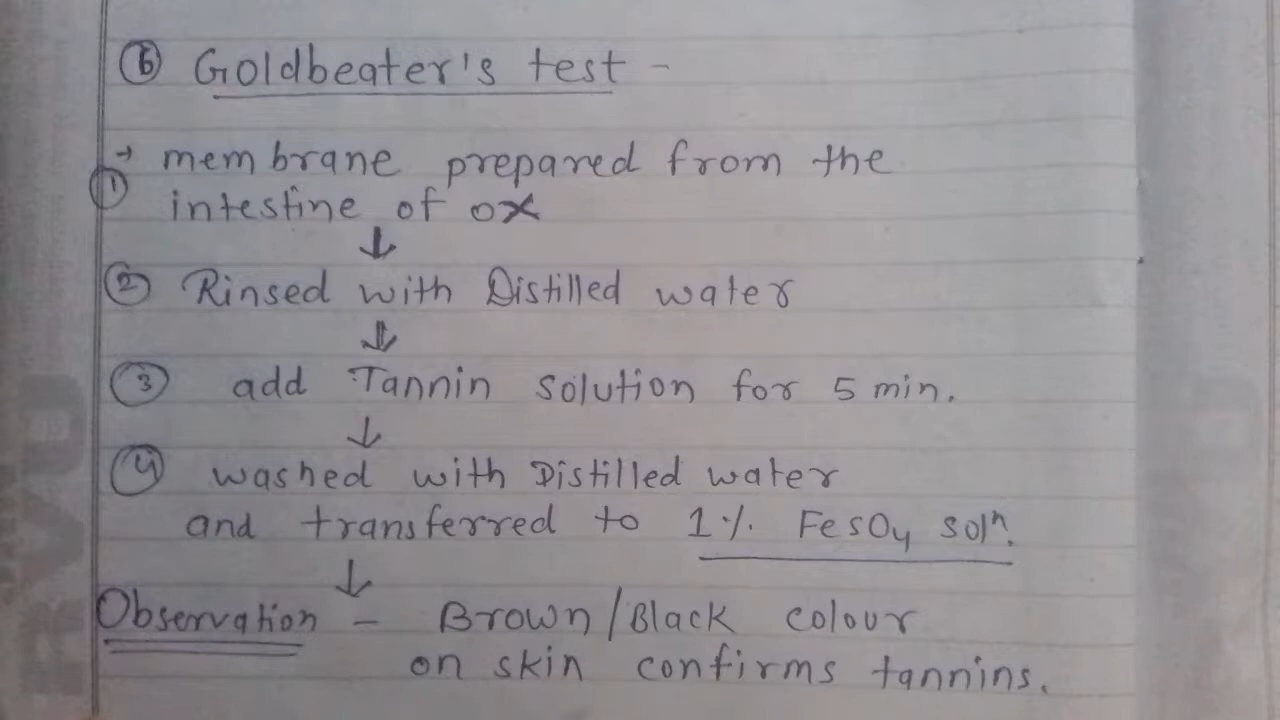 ⑥ Goldbeater's test -
→ membrane prepared from the
① intestine of ox
↓
② Rinsed with Distilled water
↓
③ add Tannin solution for 5 min.
↓
④ washed with Distilled water
and transferred to 1% FeSO4 solⁿ.
↓
Observation - Brown/Black colour
on skin confirms tannins.